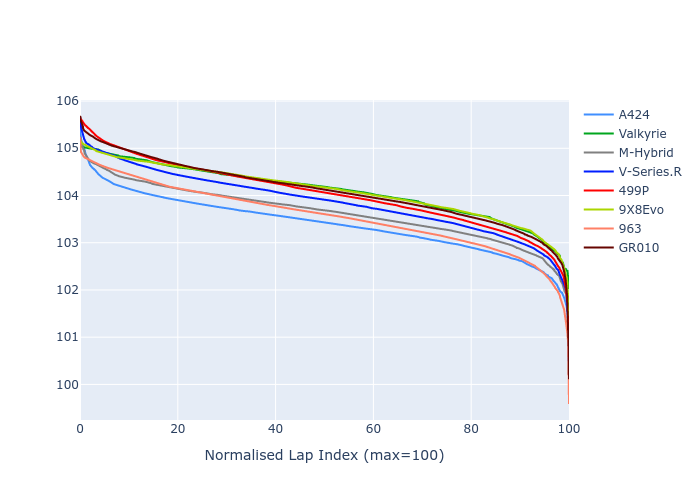 106
105
104
103
102
101
100
0 20 40 60 80 100
Normalised Lap Index (max=100)
A424
Valkyrie
M-Hybrid
V-Series.R
499P
9X8Evo
963
GR010